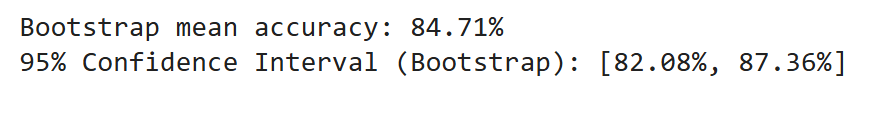 Bootstrap mean accuracy: 84.71%
95% Confidence Interval (Bootstrap): [82.08%, 87.36%]